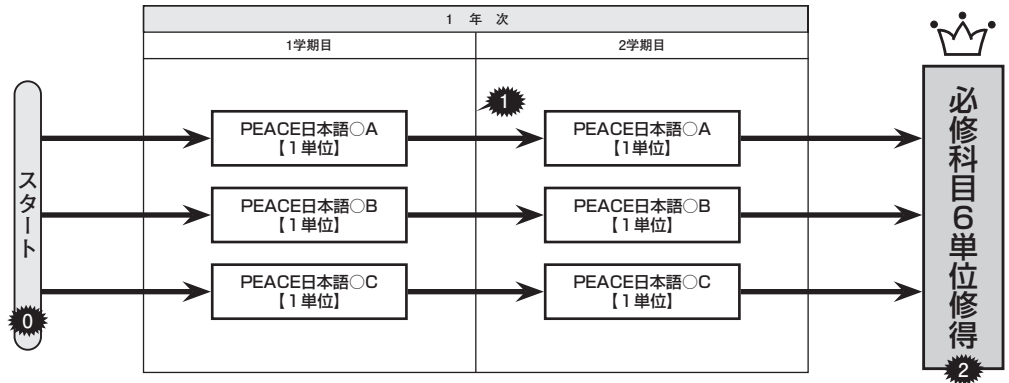 1 年 次
1学期目
2学期目
スタート
0
PEACE日本語○A
【1単位】
1
PEACE日本語○A
【1単位】
PEACE日本語○B
【1単位】
PEACE日本語○B
【1単位】
PEACE日本語○C
【1単位】
PEACE日本語○C
【1単位】
必修科目6単位修得
2